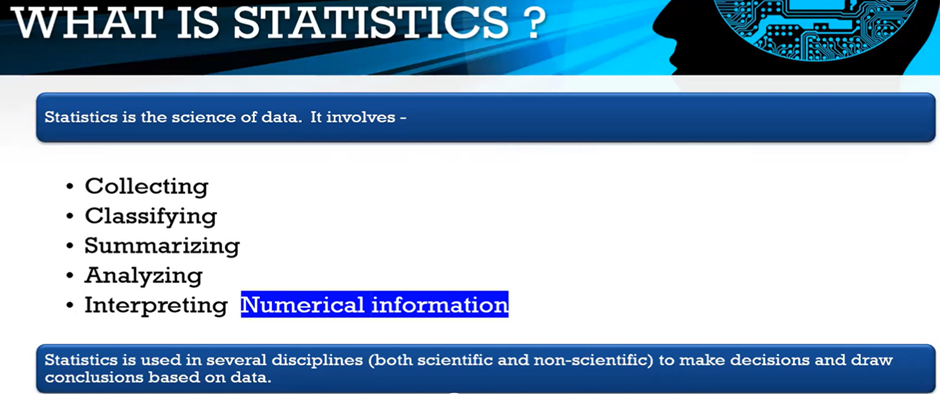 WHAT IS STATISTICS ?
Statistics is the science of data. It involves -
• Collecting
• Classifying
• Summarizing
• Analyzing
• Interpreting Numerical information
Statistics is used in several disciplines (both scientific and non-scientific) to make decisions and draw
conclusions based on data.